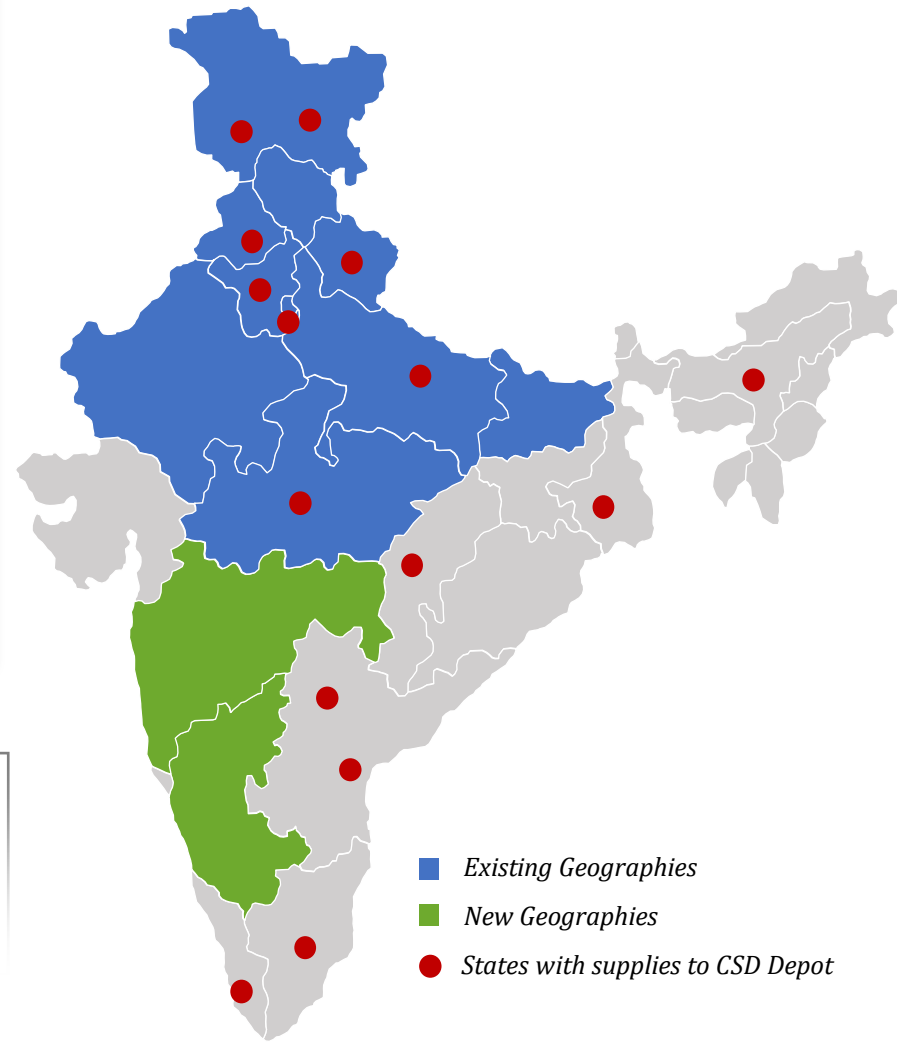 Existing Geographies
New Geographies
States with supplies to CSD Depot